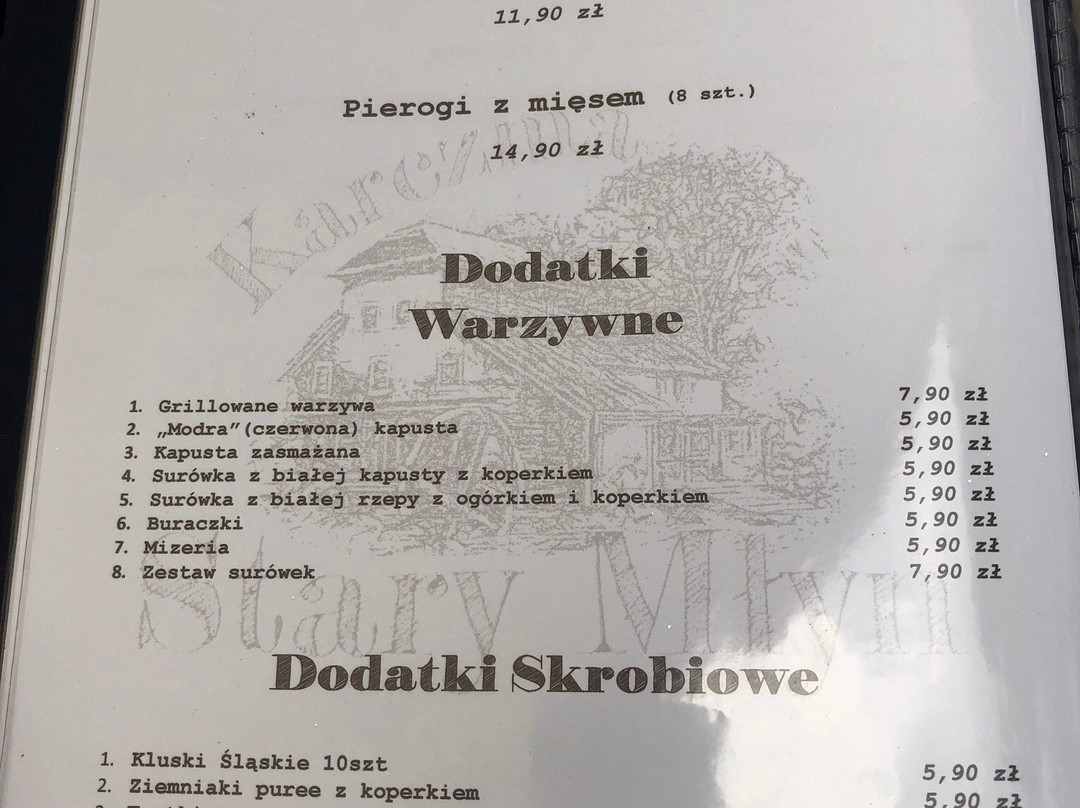 11,90 zł
Pierogi z mięsem (8 szt.)
14,90 zł
Karczma
Dodatki
Warzywne
1. Grillowane warzywa 7,90 zł
2. „Modra”(czerwona) kapusta 5,90 zł
3. Kapusta zasmażana 5,90 zł
4. Surówka z białej kapusty z koperkiem 5,90 zł
5. Surówka z białej rzepy z ogórkiem i koperkiem 5,90 zł
6. Buraczki 5,90 zł
7. Mizeria 5,90 zł
8. Zestaw surówek 7,90 zł
Stary Młyn
Dodatki Skrobiowe
1. Kluski Śląskie 10szt 5,90 zł
2. Ziemniaki puree z koperkiem 5,90 zł